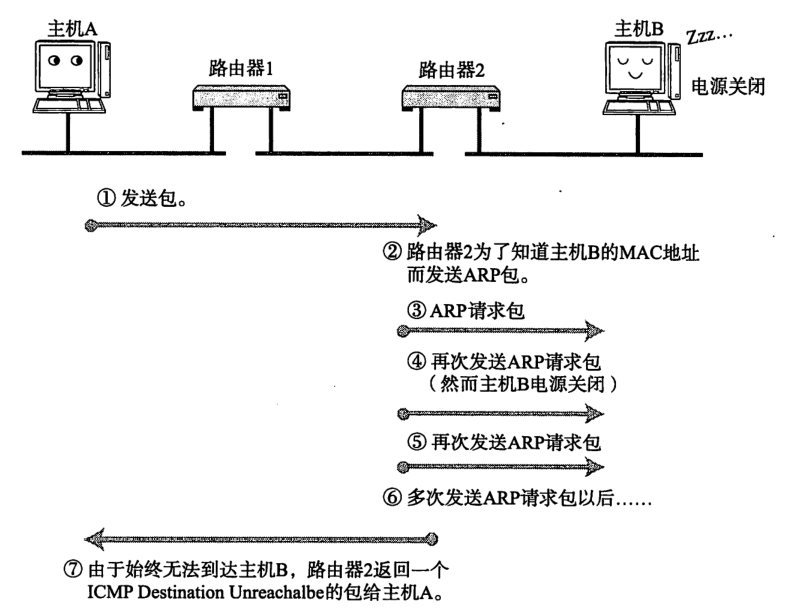 主机A
主机B
Zzz...
路由器1
路由器2
电源关闭
① 发送包。
② 路由器2为了知道主机B的MAC地址
而发送ARP包。
③ ARP请求包
④ 再次发送ARP请求包
（然而主机B电源关闭）
⑤ 再次发送ARP请求包
⑥ 多次发送ARP请求包以后……
⑦ 由于始终无法到达主机B，路由器2返回一个
ICMP Destination Unreachalbe的包给主机A。